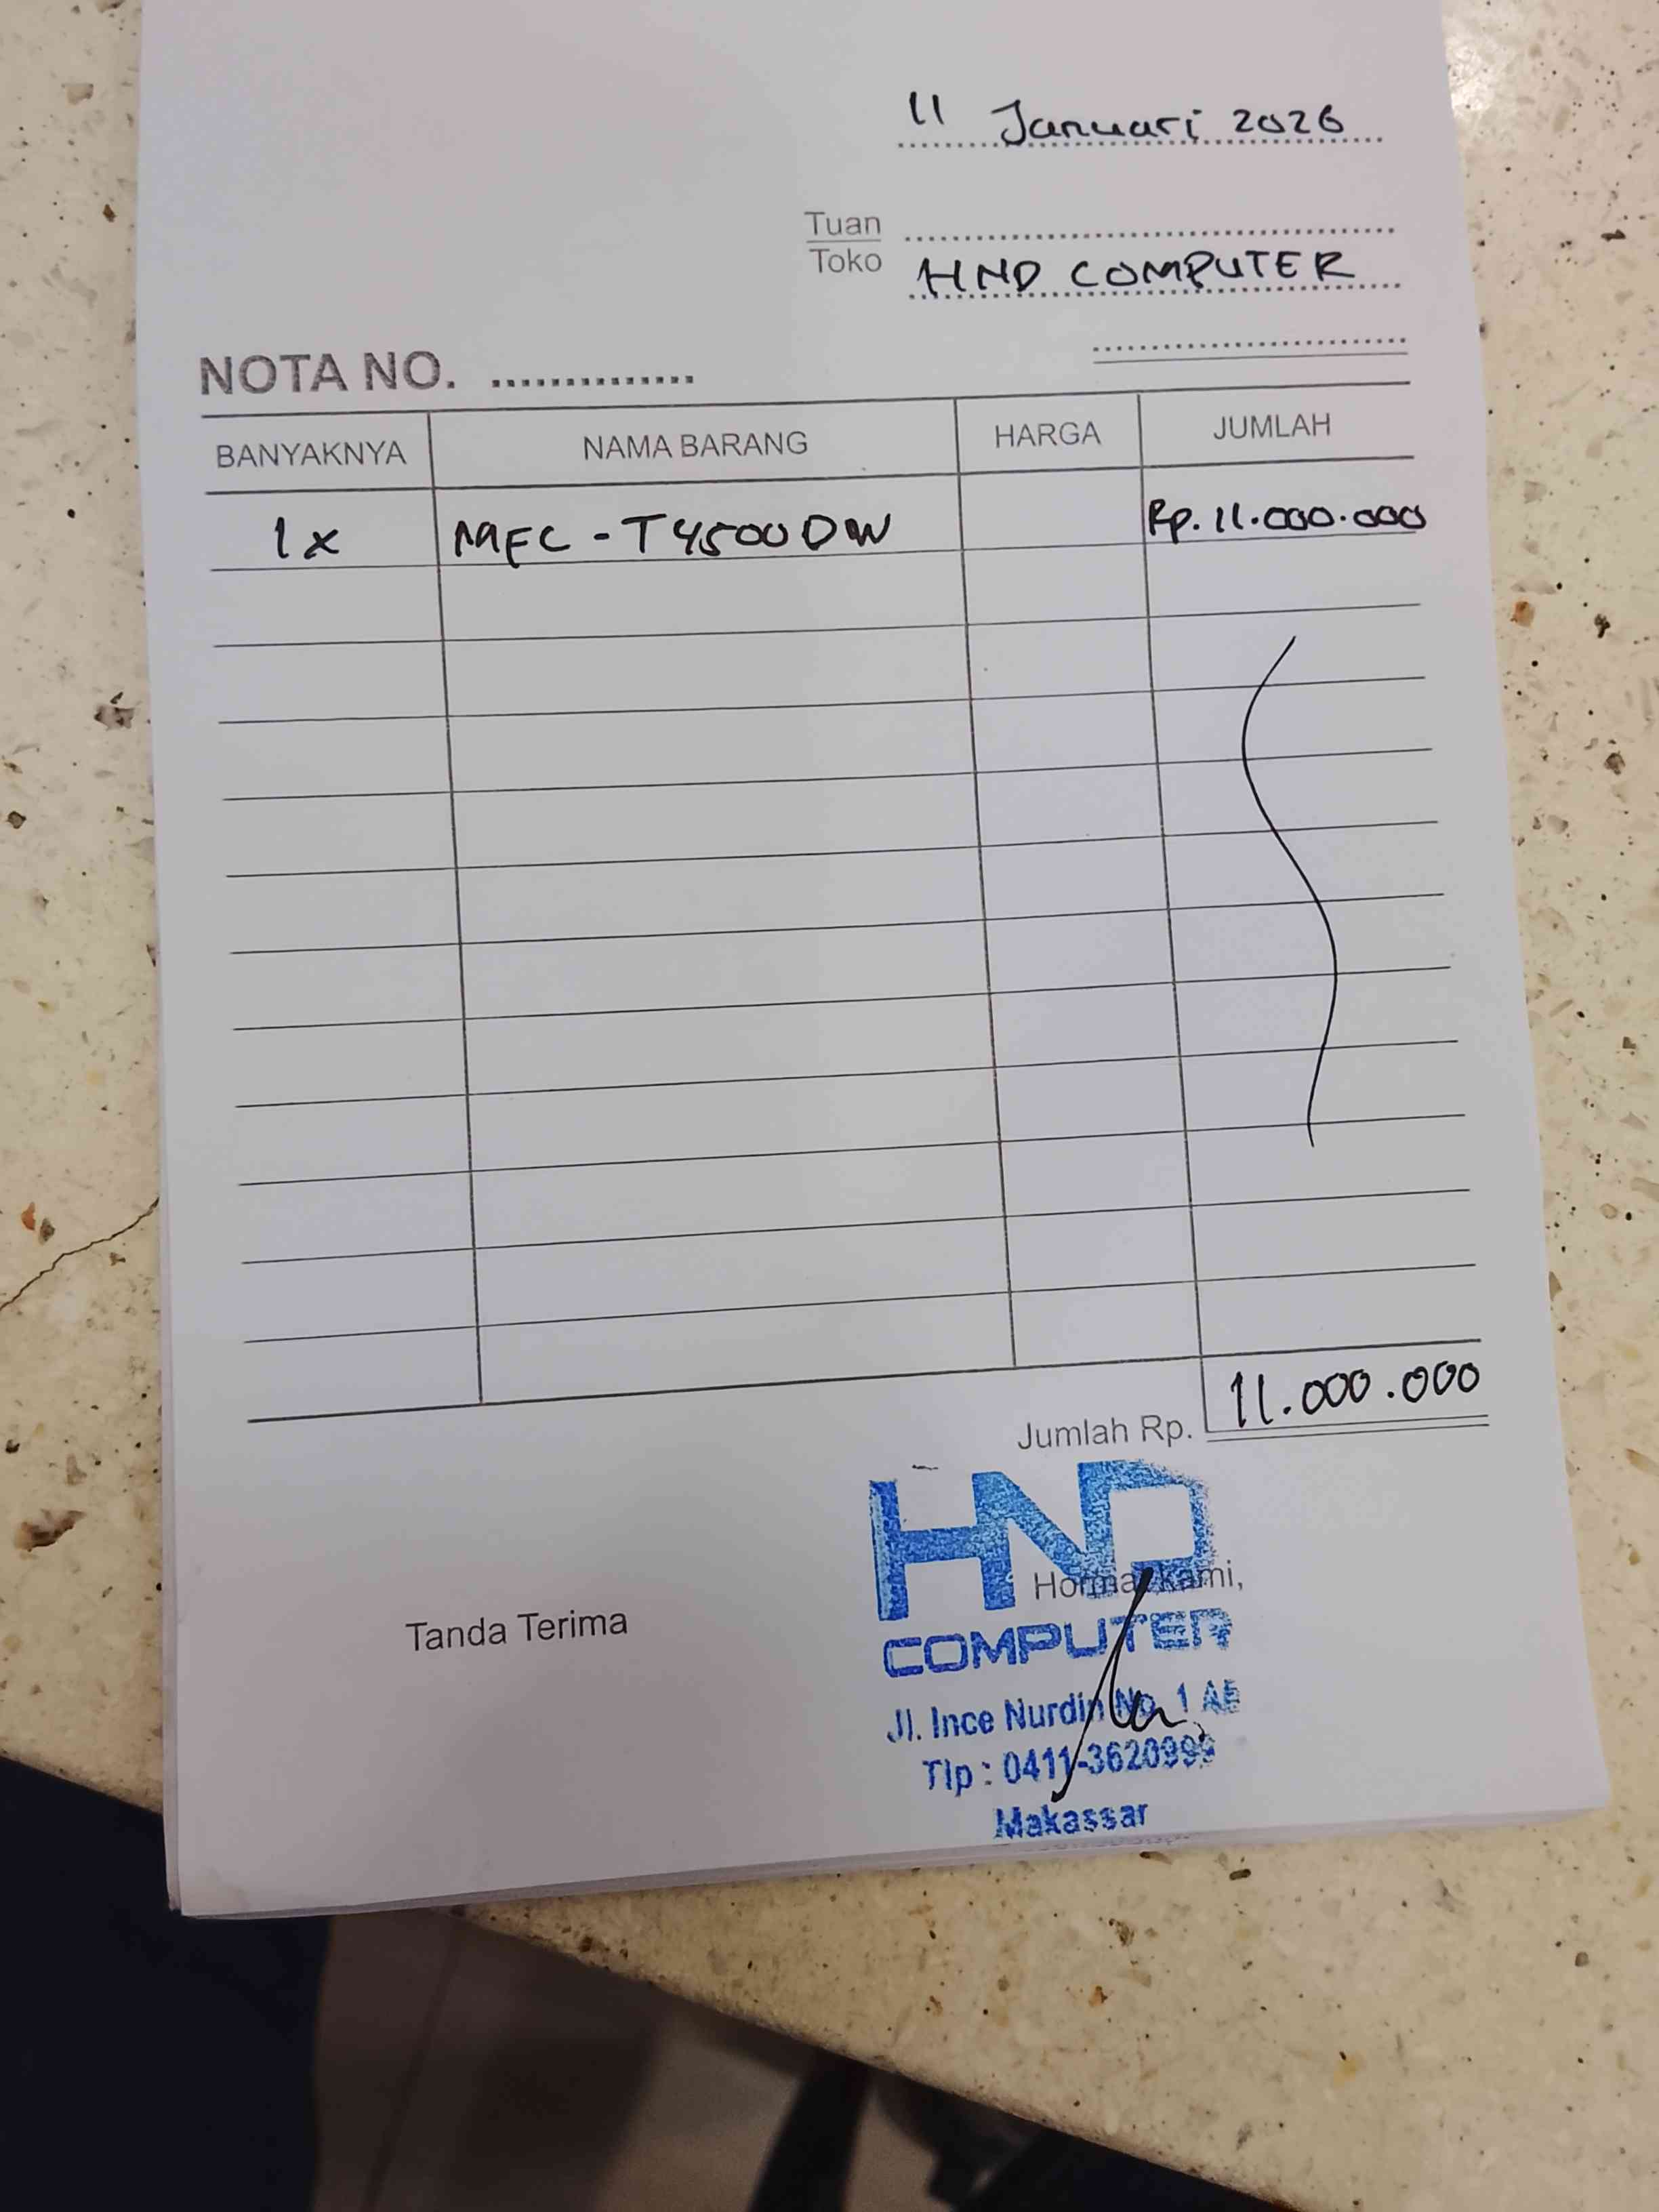 11 Januari 2026
Tuan
Toko HND COMPUTER
NOTA NO. ..............
BANYAKNYA NAMA BARANG HARGA JUMLAH
1x MFC-T4500DW Rp. 11.000.000
Jumlah Rp. 11.000.000
HND
Tanda Terima Hormat kami,
COMPUTER
Jl. Ince Nurdin No. 1 AE
Tlp : 0411-3620999
Makassar